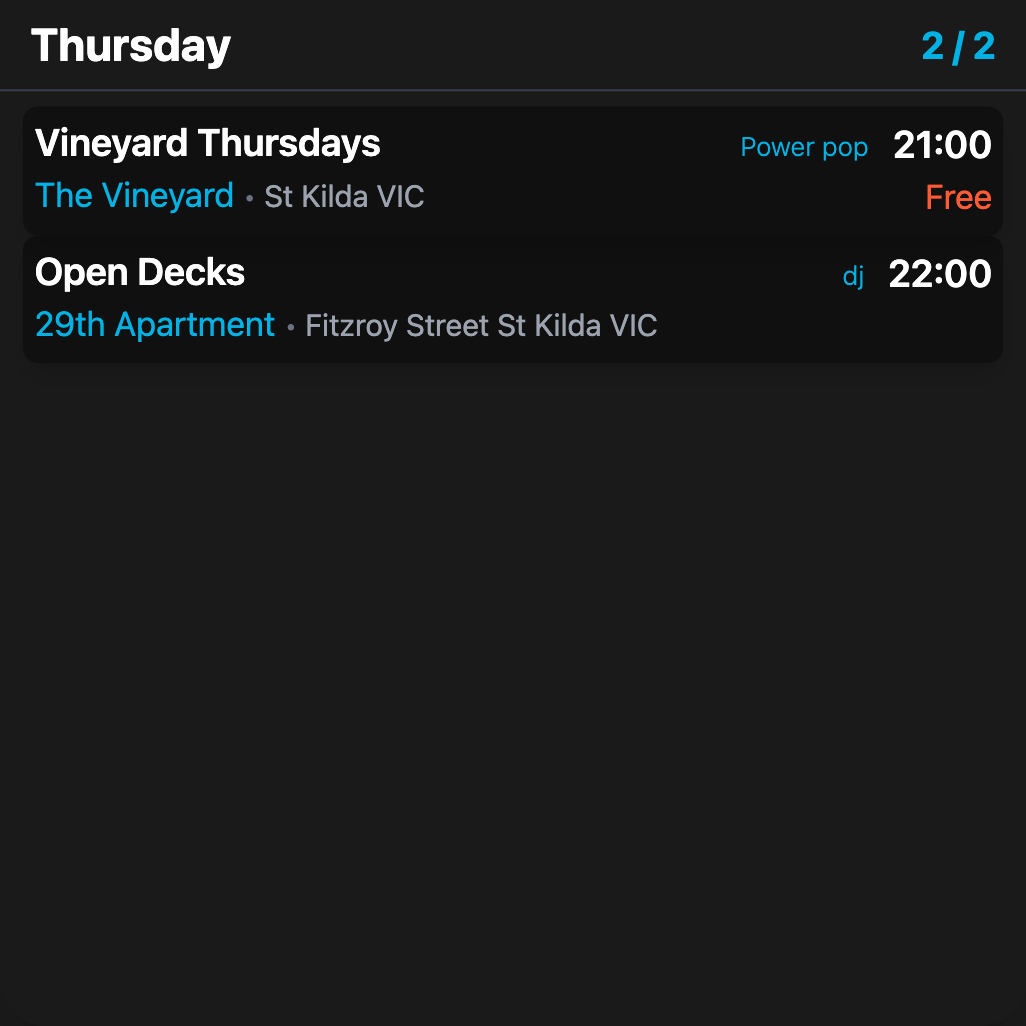 Thursday 2 / 2
Vineyard Thursdays Power pop 21:00
The Vineyard • St Kilda VIC Free
Open Decks dj 22:00
29th Apartment • Fitzroy Street St Kilda VIC